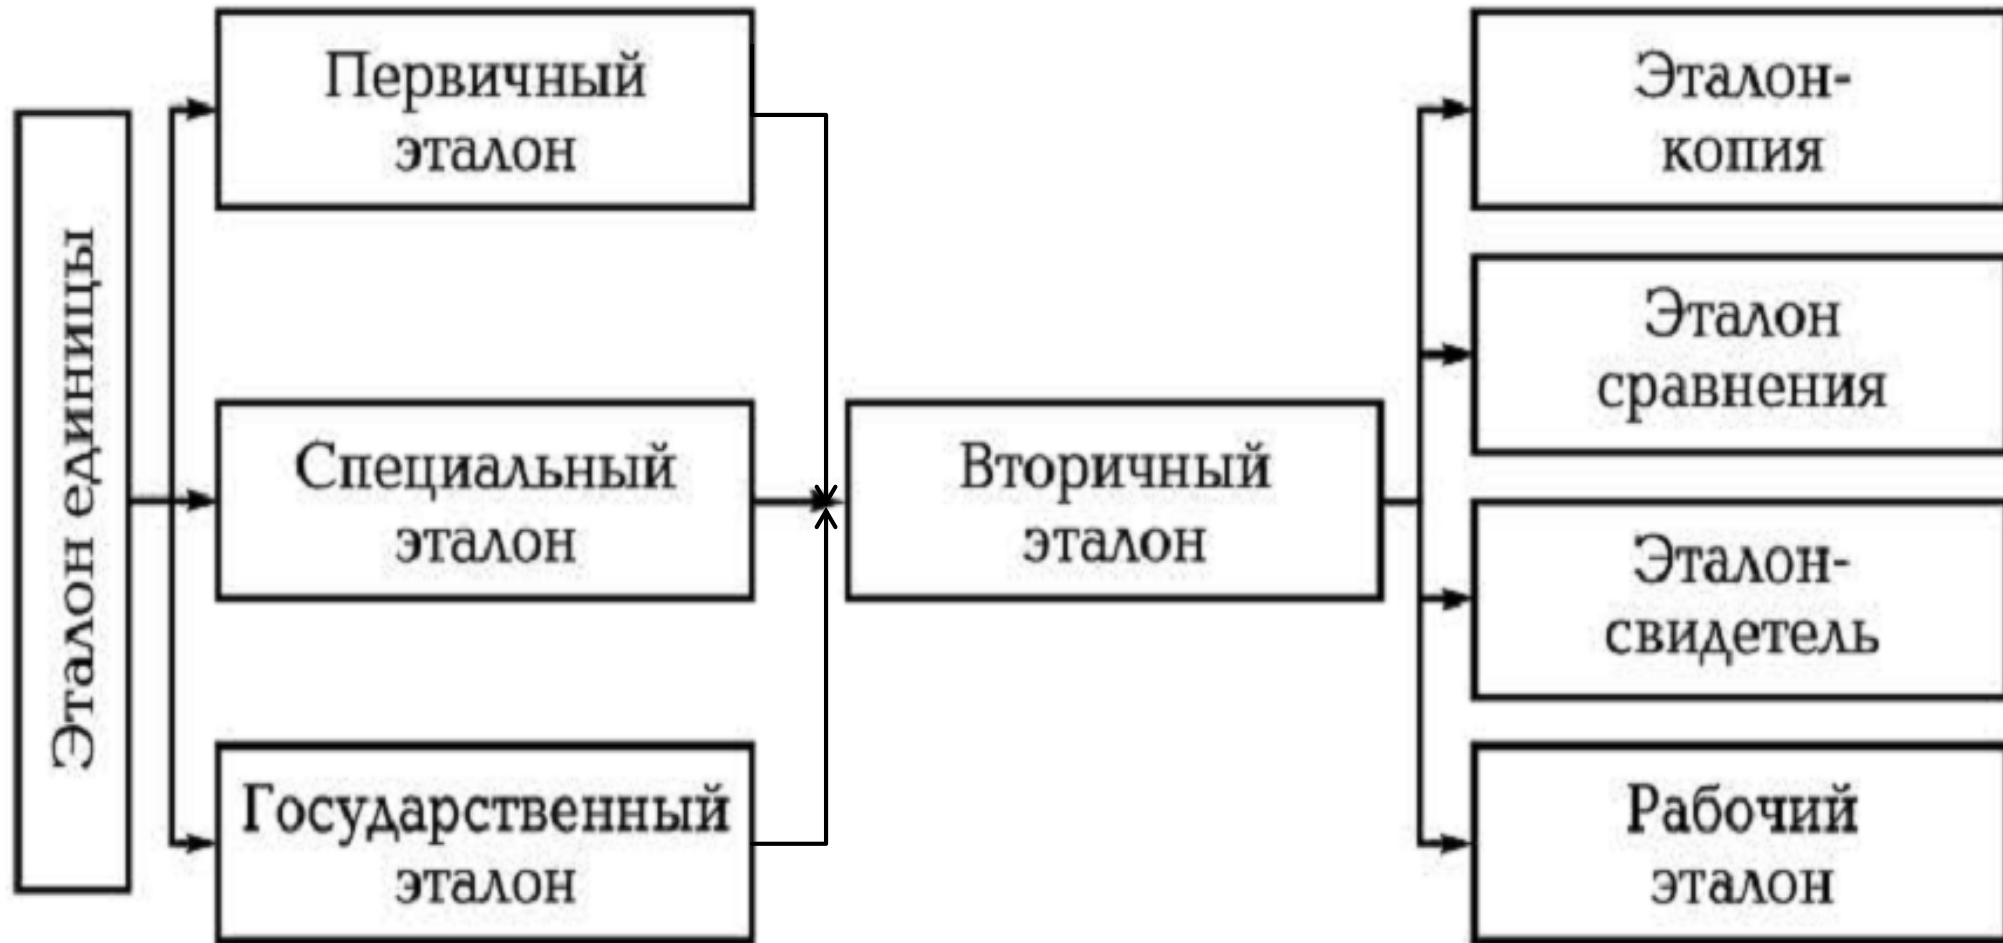 Эталон единицы
Первичный
эталон
Специальный
эталон
Государственный
эталон
Вторичный
эталон
Эталон-
копия
Эталон
сравнения
Эталон-
свидетель
Рабочий
эталон